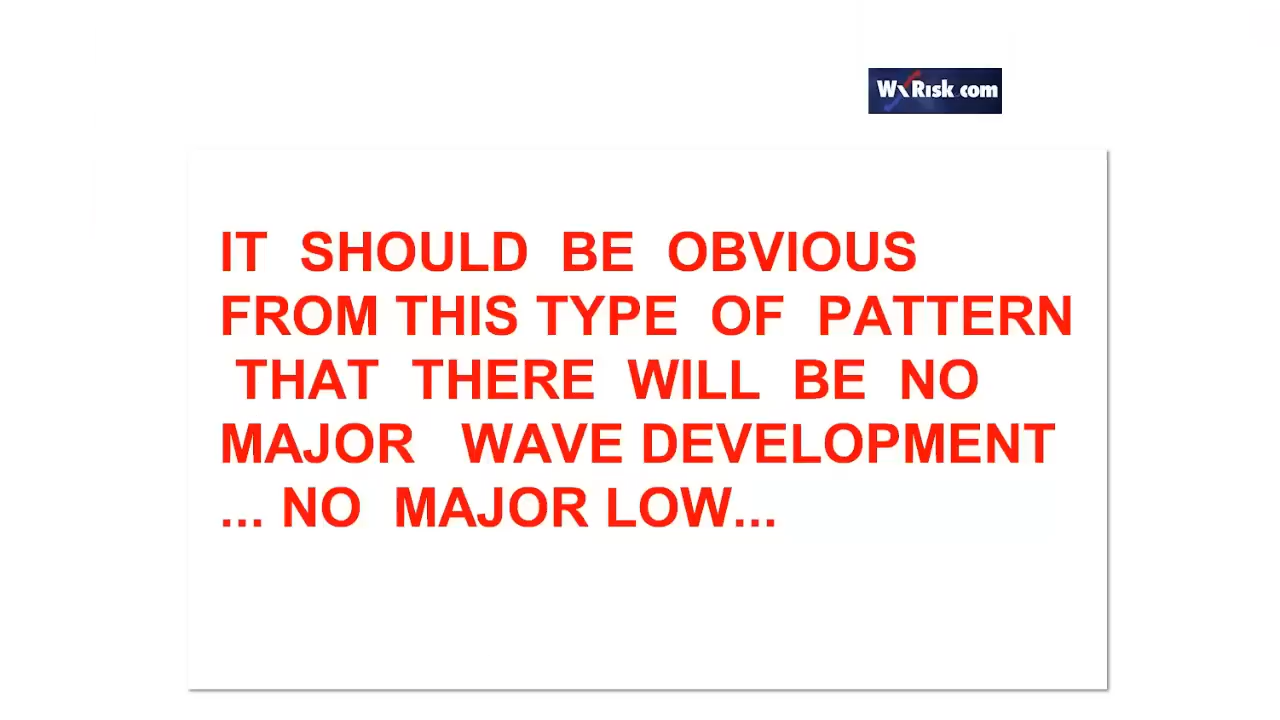 WxRisk.com
IT SHOULD BE OBVIOUS
FROM THIS TYPE OF PATTERN
THAT THERE WILL BE NO
MAJOR WAVE DEVELOPMENT
... NO MAJOR LOW...